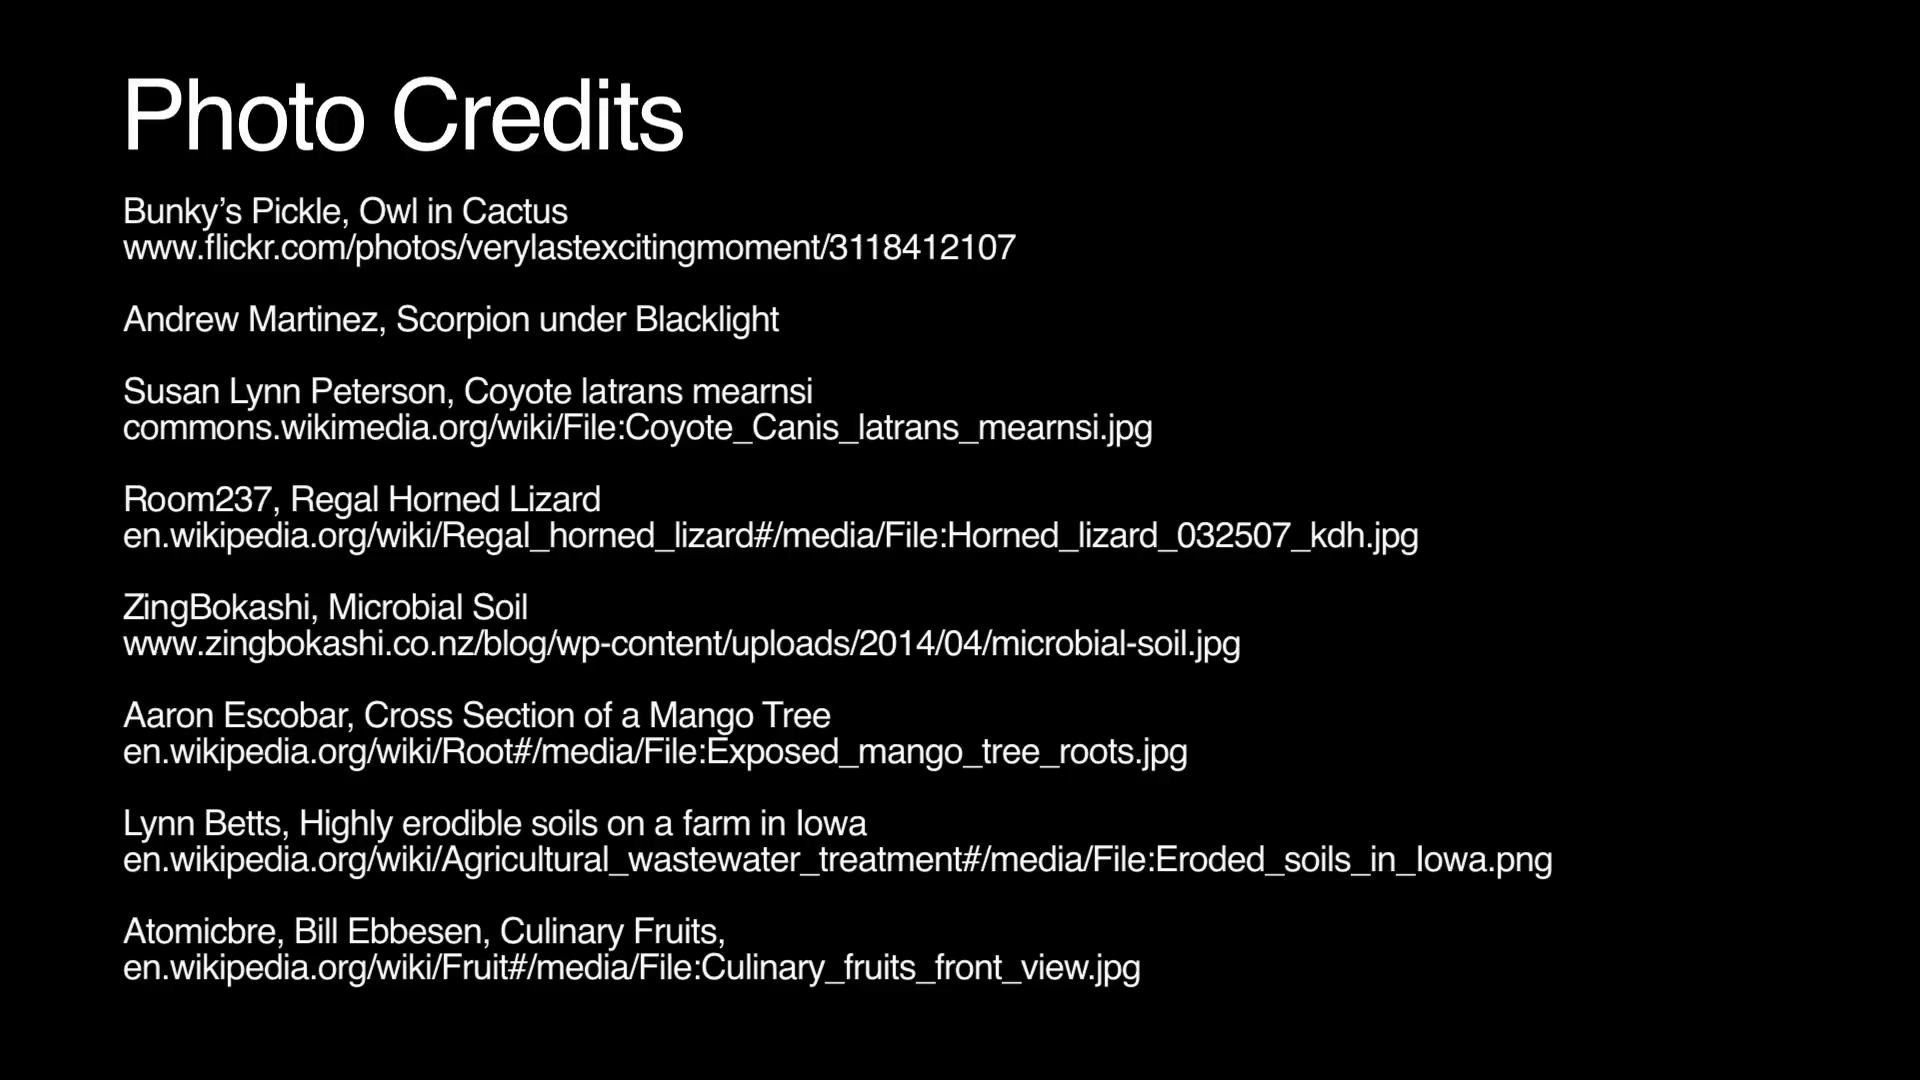 Photo Credits
Bunky’s Pickle, Owl in Cactus
www.flickr.com/photos/verylastexcitingmoment/3118412107
Andrew Martinez, Scorpion under Blacklight
Susan Lynn Peterson, Coyote latrans mearnsi
commons.wikimedia.org/wiki/File:Coyote_Canis_latrans_mearnsi.jpg
Room237, Regal Horned Lizard
en.wikipedia.org/wiki/Regal_horned_lizard#/media/File:Horned_lizard_032507_kdh.jpg
ZingBokashi, Microbial Soil
www.zingbokashi.co.nz/blog/wp-content/uploads/2014/04/microbial-soil.jpg
Aaron Escobar, Cross Section of a Mango Tree
en.wikipedia.org/wiki/Root#/media/File:Exposed_mango_tree_roots.jpg
Lynn Betts, Highly erodible soils on a farm in Iowa
en.wikipedia.org/wiki/Agricultural_wastewater_treatment#/media/File:Eroded_soils_in_Iowa.png
Atomicbre, Bill Ebbesen, Culinary Fruits,
en.wikipedia.org/wiki/Fruit#/media/File:Culinary_fruits_front_view.jpg